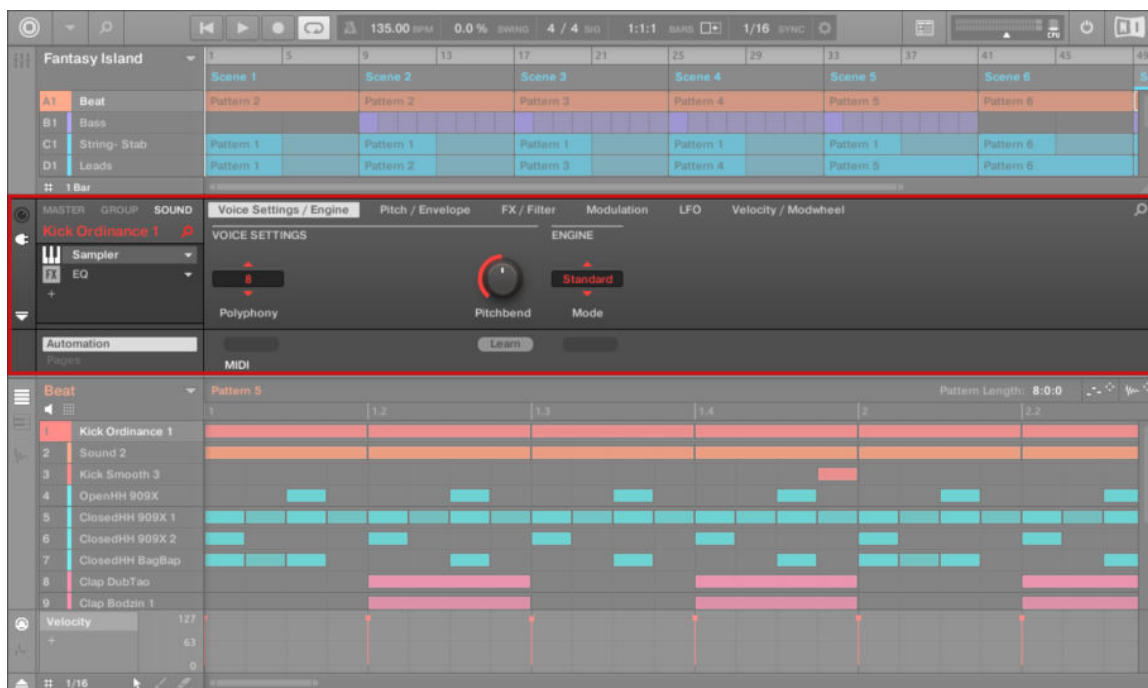 135.00 BPM 0.0 % SWING 4 / 4 SIG 1:1:1 BARS 1/16 SYNC CPU
Fantasy Island 1 5 9 13 17 21 25 29 33 37 41 45 49
Scene 1 Scene 2 Scene 3 Scene 4 Scene 5 Scene 6 S
A1 Beat Pattern 2 Pattern 2 Pattern 3 Pattern 4 Pattern 5 Pattern 6
B1 Bass
C1 String- Stab Pattern 1 Pattern 1 Pattern 1 Pattern 1 Pattern 1 Pattern 6
D1 Leads Pattern 1 Pattern 2 Pattern 3 Pattern 4 Pattern 5 Pattern 6
# 1 Bar
MASTER GROUP SOUND Voice Settings / Engine Pitch / Envelope FX / Filter Modulation LFO Velocity / Modwheel
Kick Ordinance 1 VOICE SETTINGS ENGINE
Sampler
FX EQ 8 Standard
+
Polyphony Pitchbend Mode
Automation Learn
Pages MIDI
Beat Pattern 5 Pattern Length: 8:0:0
1 1.2 1.3 1.4 2 2.2
1 Kick Ordinance 1
2 Sound 2
3 Kick Smooth 3
4 OpenHH 909X
5 ClosedHH 909X 1
6 ClosedHH 909X 2
7 ClosedHH BagBap
8 Clap DubTao
9 Clap Bodzin 1
Velocity 127
+ 63
0
# 1/16